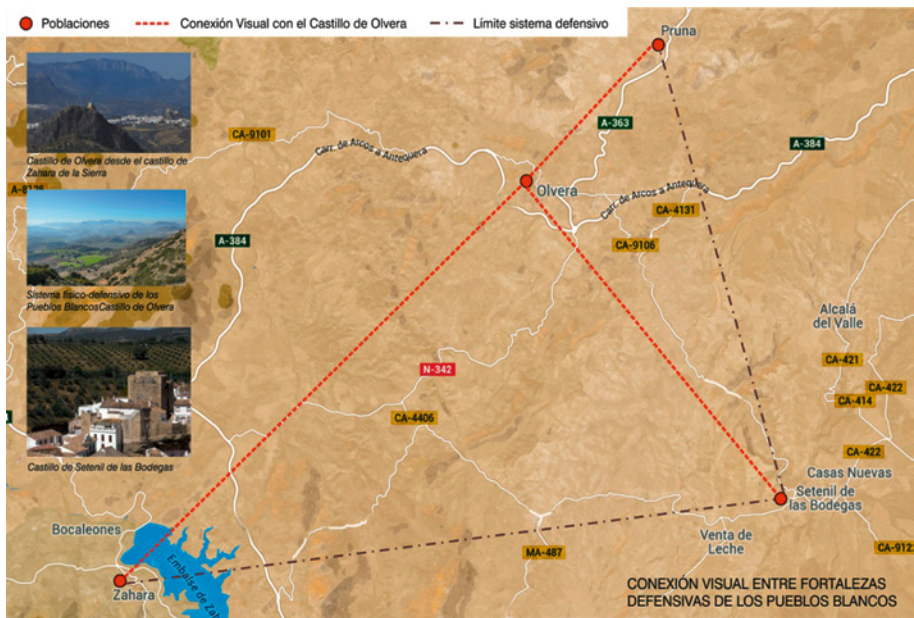 Poblaciones
Conexión Visual con el Castillo de Olvera
Límite sistema defensivo
Pruna
A-363
A-384
CA-9101
Carr. de Arcos a Antequera
Castillo de Olvera desde el castillo de
Zahara de la Sierra
A-8126
Olvera
Carr. de Arcos a Antequera
CA-4131
CA-9106
A-384
Sistema físico-defensivo de los
Pueblos BlancosCastillo de Olvera
Alcalá
del Valle
N-342
CA-421
CA-422
CA-414
CA-4406
CA-422
Castillo de Setenil de las Bodegas
Casas Nuevas
Setenil de
las Bodegas
Bocaleones
Venta de
Leche
CA-912
MA-487
Embalse de Zah
Zahara
CONEXIÓN VISUAL ENTRE FORTALEZAS
DEFENSIVAS DE LOS PUEBLOS BLANCOS